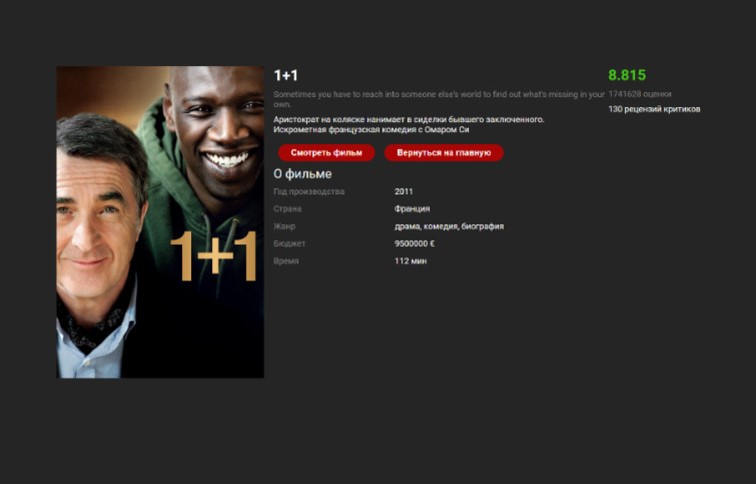 1+1
8.815
Sometimes you have to reach into someone else's world to find out what's missing in your
own.
1741628 оценки
130 рецензий критиков
Аристократ на коляске нанимает в сиделки бывшего заключенного.
Искрометная французская комедия с Омаром Си
Смотреть фильм
Вернуться на главную
О фильме
Год производства 2011
Страна Франция
Жанр драма, комедия, биография
Бюджет 9500000 €
Время 112 мин
1+1